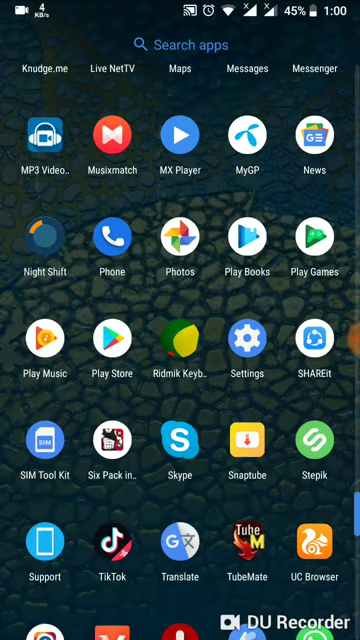 4
KB/s
45%
1:00
Search apps
Knudge.me
Live NetTV
Maps
Messages
Messenger
MP3 Video..
Musixmatch
MX Player
MyGP
News
Night Shift
Phone
Photos
Play Books
Play Games
Play Music
Play Store
Ridmik Keyb..
Settings
SHAREit
SIM
SIM Tool Kit
Six Pack in..
Skype
Snaptube
Stepik
Tube
M
Support
TikTok
Translate
TubeMate
UC Browser
DU Recorder